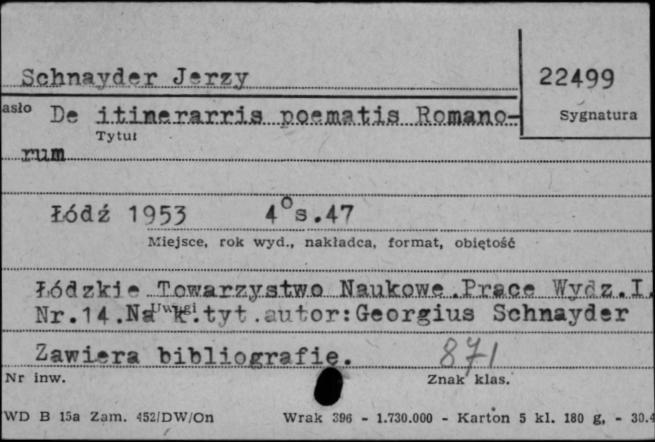 Schnayder Jerzy
22499
Sygnatura
asło De itinerarris poematis Romano-
Tytuł
rum
Łódź 1953 4° s.47
Miejsce, rok wyd., nakładca, format, objętość
Łódzkie Towarzystwo Naukowe.Prace Wydz.I.
Uwagi
Nr.14.Na k.tyt.autor:Georgius Schnayder
Zawiera bibliografię. 871
Nr inw. Znak klas.
WD B 15a Zam. 452/DW/On Wrak 396 - 1.730.000 - Karton 5 kl. 180 g, - 30.4